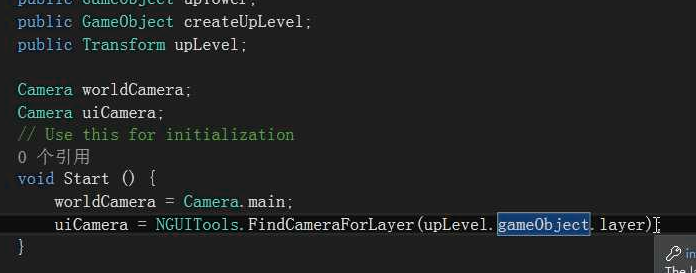 public GameObject upTower;
public GameObject createUpLevel;
public Transform upLevel;
Camera worldCamera;
Camera uiCamera;
// Use this for initialization
0 个引用
void Start () {
worldCamera = Camera.main;
uiCamera = NGUITools.FindCameraForLayer(upLevel.gameObject.layer)
}
in